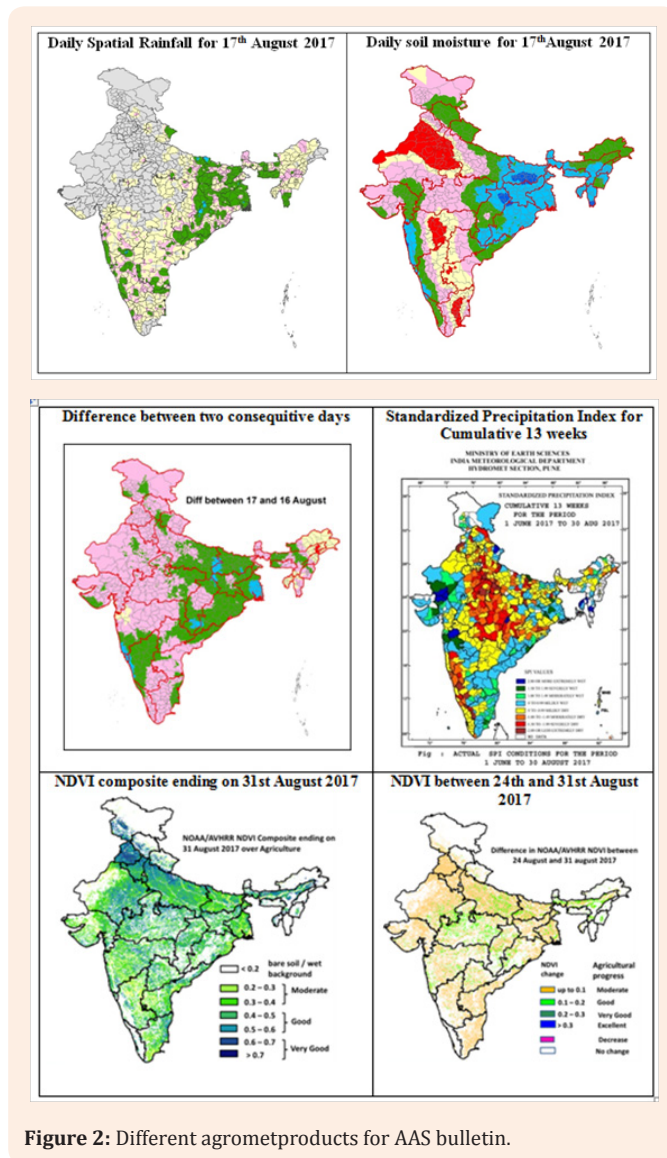 Daily Spatial Rainfall for 17th August 2017
Daily soil moisture for 17thAugust 2017
Difference between two consequitive days
Diff between 17 and 16 August
Standardized Precipitation Index for
Cumulative 13 weeks
MINISTRY OF EARTH SCIENCES
INDIA METEOROLOGICAL DEPARTMENT
HYDROMET SECTION, PUNE
STANDARDIZED PRECIPITATION INDEX
CUMULATIVE 13 WEEKS
FOR THE PERIOD
1 JUNE 2017 TO 30 AUG 2017
SPI VALUES
Fig : ACTUAL SPI CONDITIONS FOR THE PERIOD
1 JUNE TO 30 AUGUST 2017
NDVI composite ending on 31st August 2017
NOAA/AVHRR NDVI Composite ending on
31 August 2017 over Agriculture
< 0.2 bare soil / wet
background
0.2 – 0.3
Moderate
0.3 – 0.4
0.4 – 0.5
Good
0.5 – 0.6
0.6 – 0.7
Very Good
> 0.7
NDVI between 24th and 31st August
2017
Difference in NOAA/AVHRR NDVI between
24 August and 31 august 2017
NDVI change
Agricultural progress
up to 0.1 Moderate
0.1 – 0.2 Good
0.2 – 0.3 Very Good
> 0.3 Excellent
Decrease
No change
Figure 2: Different agrometproducts for AAS bulletin.